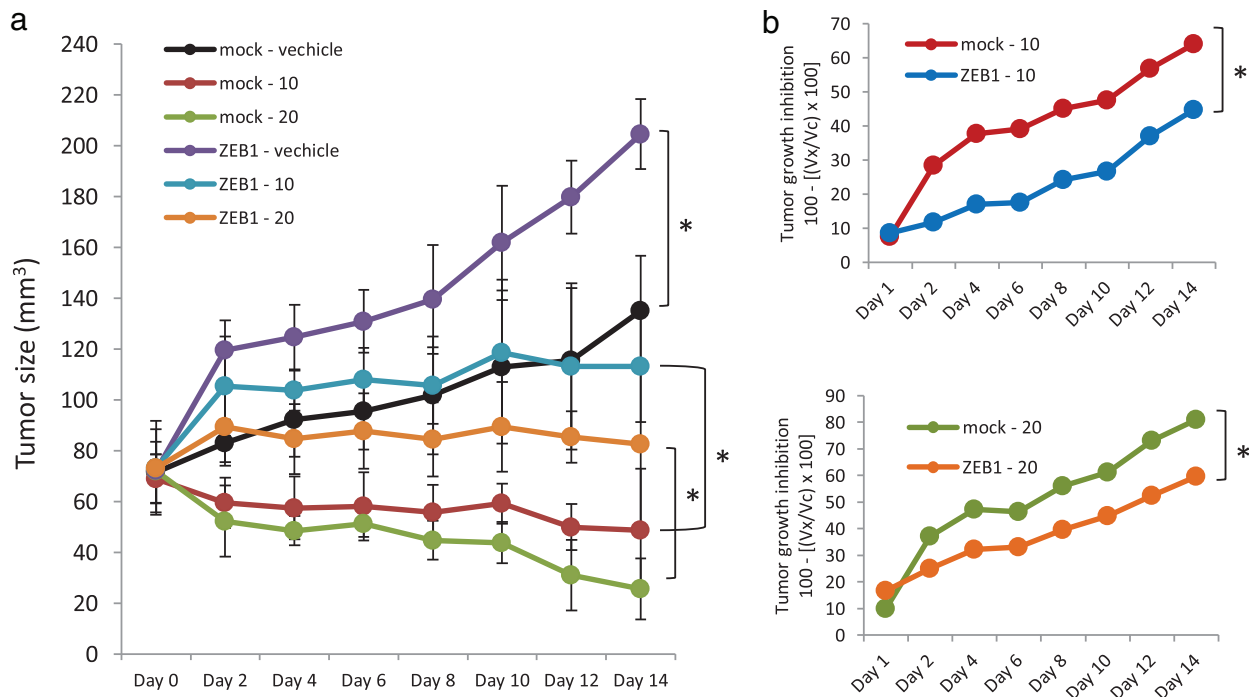 a
Tumor size (mm³)
240
220
200
180
160
140
120
100
80
60
40
20
0
mock - vechicle
mock - 10
mock - 20
ZEB1 - vechicle
ZEB1 - 10
ZEB1 - 20
*
*
*
Day 0 Day 2 Day 4 Day 6 Day 8 Day 10 Day 12 Day 14
b
Tumor growth inhibition
100 - [(Vx/Vc) x 100]
70
60
50
40
30
20
10
0
mock - 10
ZEB1 - 10
*
Day 1 Day 2 Day 4 Day 6 Day 8 Day 10 Day 12 Day 14
Tumor growth inhibition
100 - [(Vx/Vc) x 100]
90
80
70
60
50
40
30
20
10
0
mock - 20
ZEB1 - 20
*
Day 1 Day 2 Day 4 Day 6 Day 8 Day 10 Day 12 Day 14